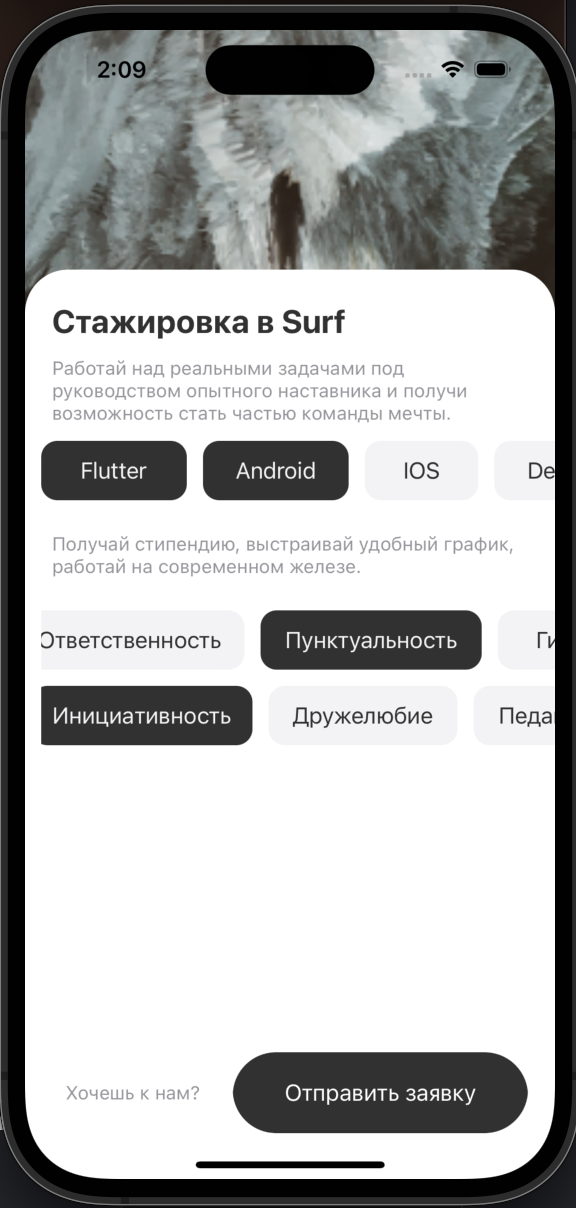 2:09
Стажировка в Surf
Работай над реальными задачами под
руководством опытного наставника и получи
возможность стать частью команды мечты.
Flutter Android IOS De
Получай стипендию, выстраивай удобный график,
работай на современном железе.
Ответственность Пунктуальность Ги
Инициативность Дружелюбие Педа
Хочешь к нам? Отправить заявку